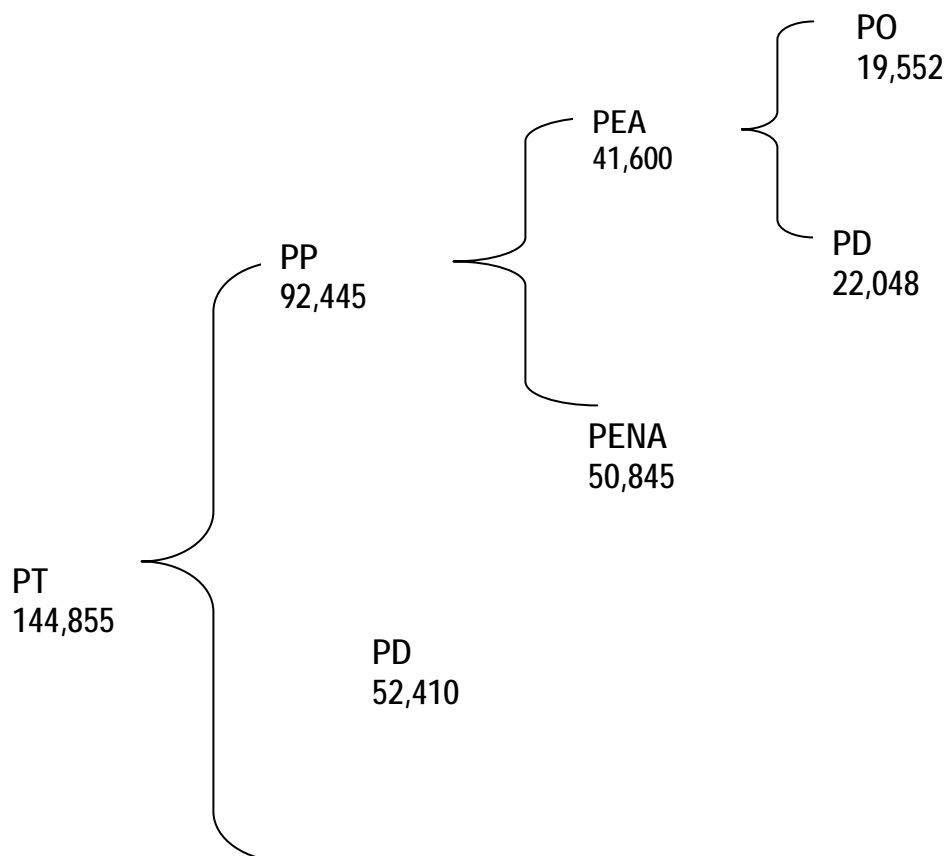 PO
19,552
PEA
41,600
PD
22,048
PP
92,445
PENA
50,845
PT
144,855
PD
52,410